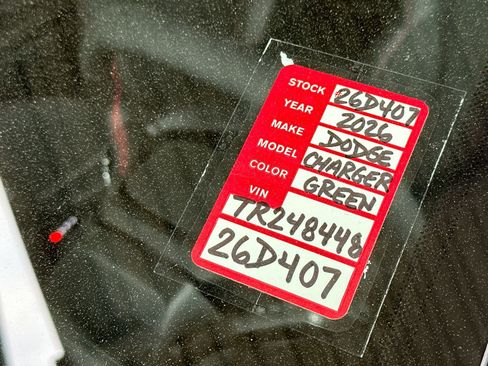 STOCK 26D407
YEAR 2026
MAKE DODGE
MODEL CHARGER
COLOR GREEN
VIN
TR248448
26D407